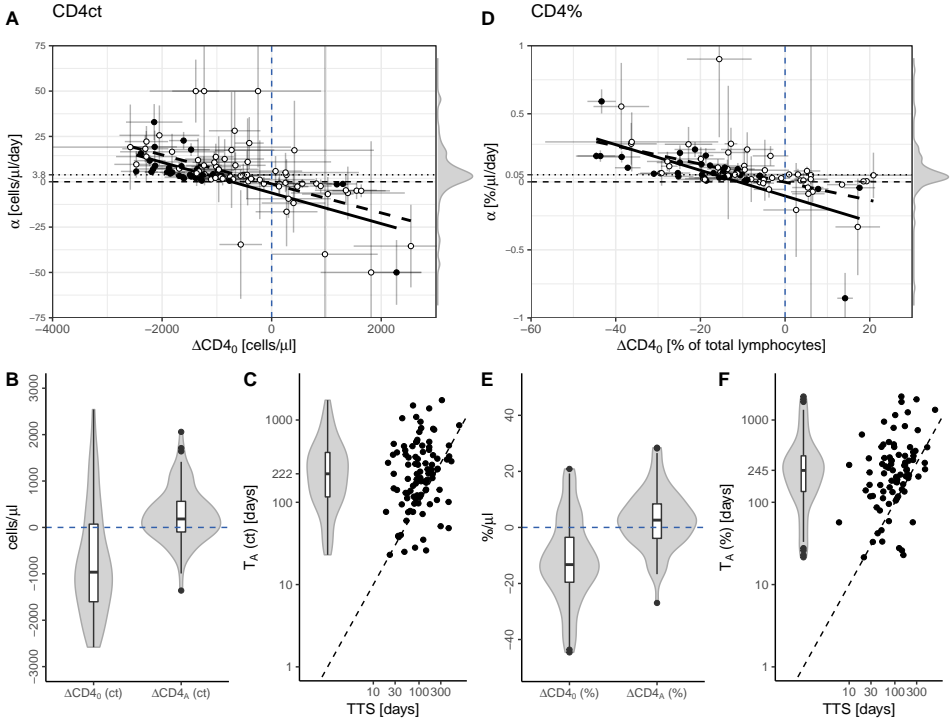 CD4ct
CD4%
A
75
50
25
3.8
0
−25
−50
−75
α [cells/μl/day]
−4000
−2000
0
2000
ΔCD4₀ [cells/μl]
D
1
0.5
0.05
0
−0.5
−1
α [%/μl/day]
−60
−40
−20
0
20
ΔCD4₀ [% of total lymphocytes]
B
3000
2000
1000
0
−1000
−2000
−3000
cells/μl
ΔCD4₀ (ct)
ΔCD4A (ct)
C
1000
222
100
10
1
T_A (ct) [days]
10
30
100
300
TTS [days]
E
40
20
0
−20
−40
%/μl
ΔCD4₀ (%)
ΔCD4A (%)
F
1000
245
100
10
1
T_A (%) [days]
10
30
100
300
TTS [days]